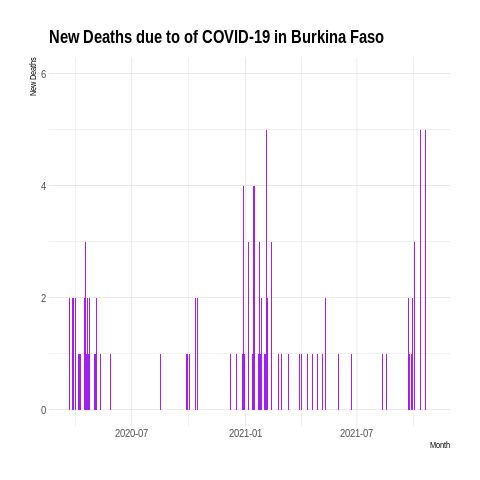 New Deaths due to of COVID-19 in Burkina Faso
New Deaths
6
4
2
0
2020-07
2021-01
2021-07
Month